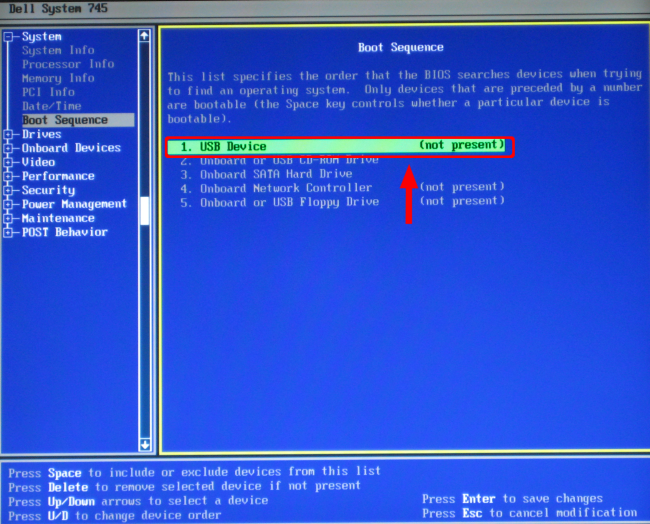 Dell System 745
System
System Info
Processor Info
Memory Info
PCI Info
Date/Time
Boot Sequence
Drives
Onboard Devices
Video
Performance
Security
Power Management
Maintenance
POST Behavior
Boot Sequence
This list specifies the order that the BIOS searches devices when trying
to find an operating system. Only devices that are preceded by a number
are bootable (the Space key controls whether a particular device is
bootable).
1. USB Device (not present)
2. Onboard or USB CD-ROM Drive
3. Onboard SATA Hard Drive
4. Onboard Network Controller (not present)
5. Onboard or USB Floppy Drive (not present)
Press Space to include or exclude devices from this list
Press Delete to remove selected device if not present
Press Up/Down arrows to select a device
Press U/D to change device order
Press Enter to save changes
Press Esc to cancel modification